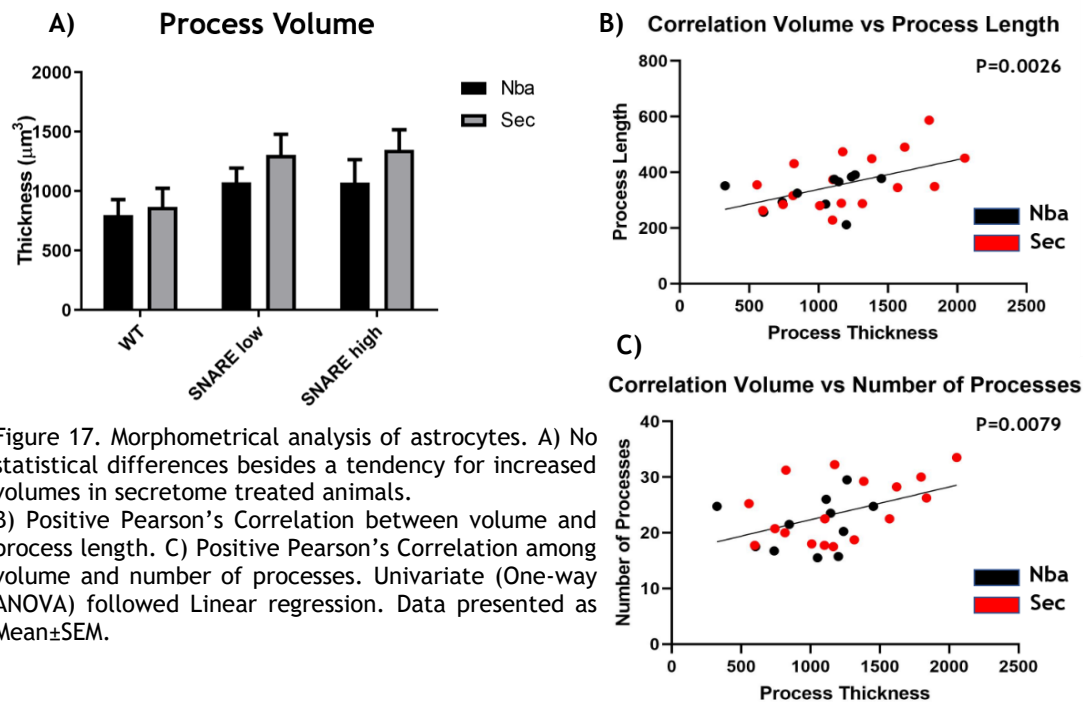 A) Process Volume
2000
1500
1000
500
0
Thickness (μm³)
Nba
Sec
WT
SNARE low
SNARE high
B) Correlation Volume vs Process Length
P=0.0026
800
600
400
200
0
Process Length
Nba
Sec
0 500 1000 1500 2000 2500
Process Thickness
C)
Correlation Volume vs Number of Processes
P=0.0079
40
30
20
10
0
Number of Processes
Nba
Sec
0 500 1000 1500 2000 2500
Process Thickness
Figure 17. Morphometrical analysis of astrocytes. A) No
statistical differences besides a tendency for increased
volumes in secretome treated animals.
B) Positive Pearson's Correlation between volume and
process length. C) Positive Pearson's Correlation among
volume and number of processes. Univariate (One-way
ANOVA) followed Linear regression. Data presented as
Mean±SEM.